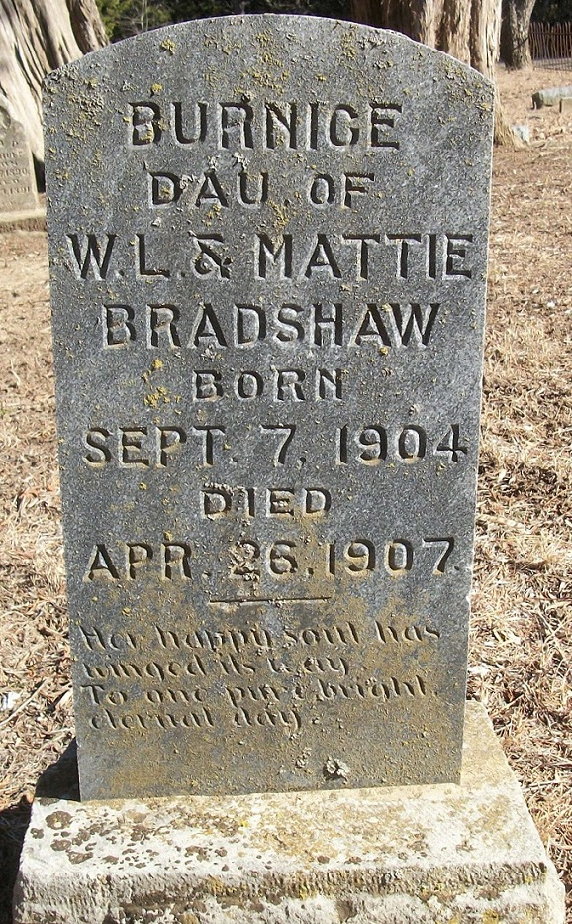 BURNICE
DAU. OF
W.L. & MATTIE
BRADSHAW
BORN
SEPT. 7, 1904
DIED
APR. 26. 1907.
Her happy soul has
winged its way
To one pure bright,
eternal day.